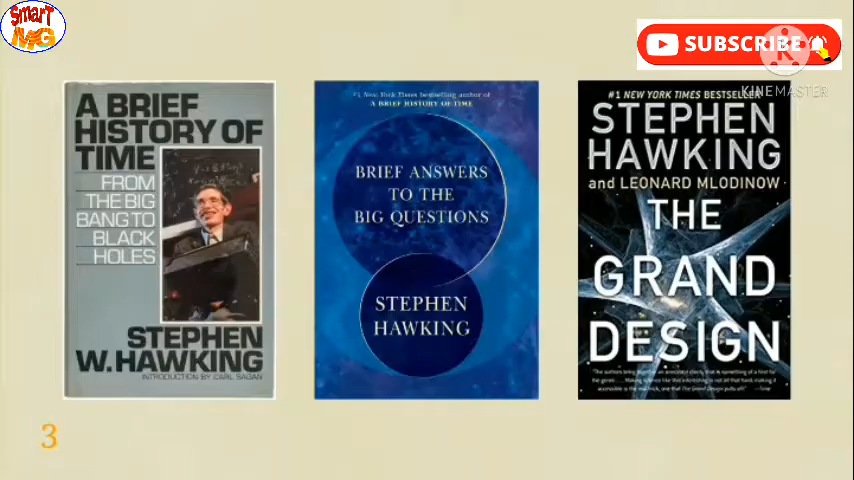 SmarT
MG
SUBSCRIBE
KINEMASTER
A BRIEF
HISTORY OF
TIME
FROM
THE BIG
BANG TO
BLACK
HOLES
STEPHEN
W. HAWKING
INTRODUCTION BY CARL SAGAN
#1 New York Times bestselling author of
A BRIEF HISTORY OF TIME
BRIEF ANSWERS
TO THE
BIG QUESTIONS
STEPHEN
HAWKING
#1 NEW YORK TIMES BESTSELLER
STEPHEN
HAWKING
and LEONARD MLODINOW
THE
GRAND
DESIGN
3